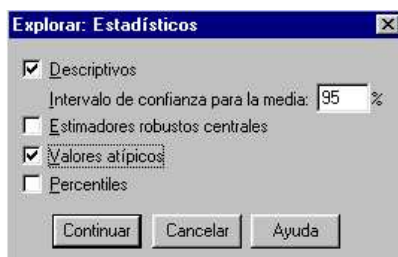 Explorar: Estadísticos
Descriptivos
Intervalo de confianza para la media: 95 %
Estimadores robustos centrales
Valores atípicos
Percentiles
Continuar Cancelar Ayuda